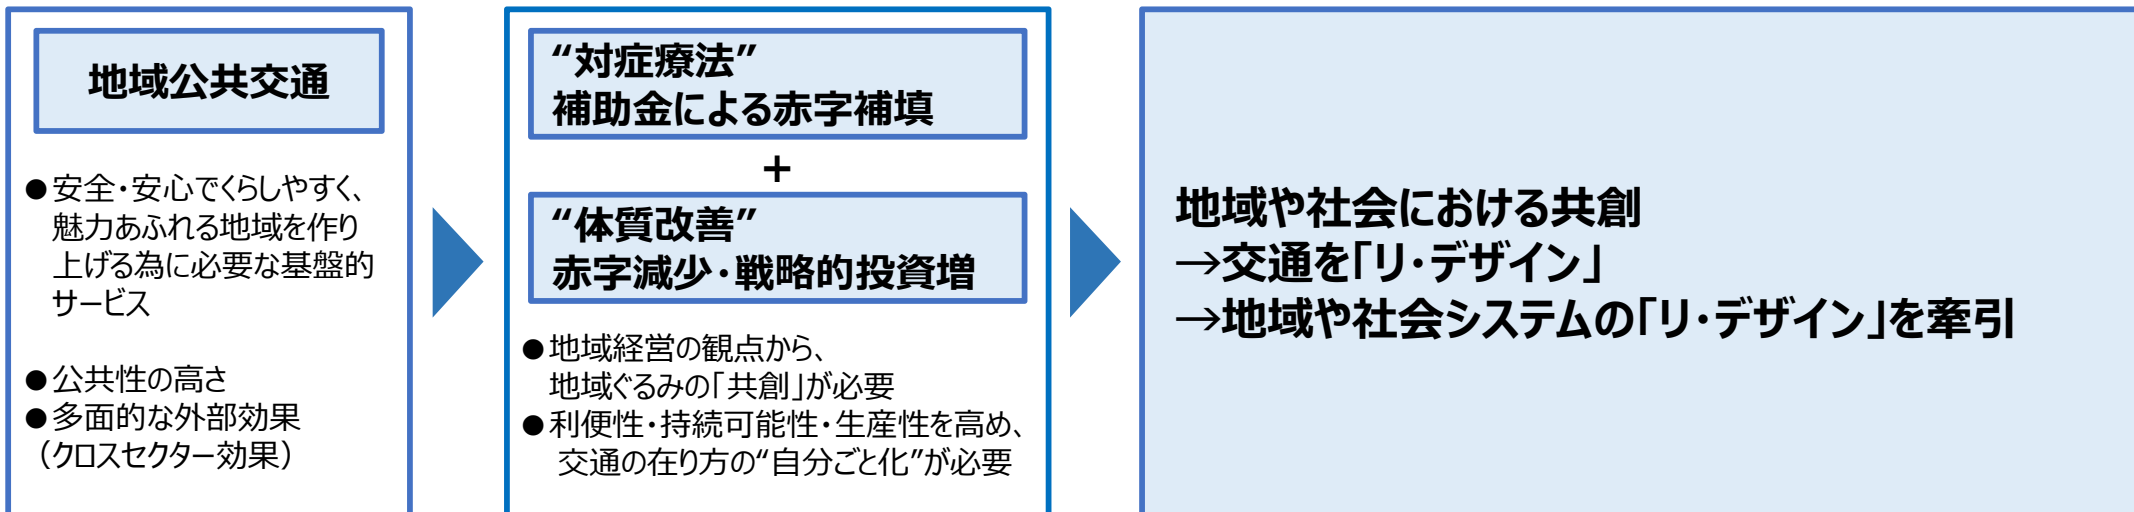 地域公共交通
●安全・安心でくらしやすく、
魅力あふれる地域を作り
上げる為に必要な基盤的
サービス
●公共性の高さ
●多面的な外部効果
（クロスセクター効果）
“対症療法”
補助金による赤字補填
+
“体質改善”
赤字減少・戦略的投資増
●地域経営の観点から、
地域ぐるみの「共創」が必要
●利便性・持続可能性・生産性を高め、
交通の在り方の“自分ごと化”が必要
地域や社会における共創
→交通を「リ・デザイン」
→地域や社会システムの「リ・デザイン」を牽引